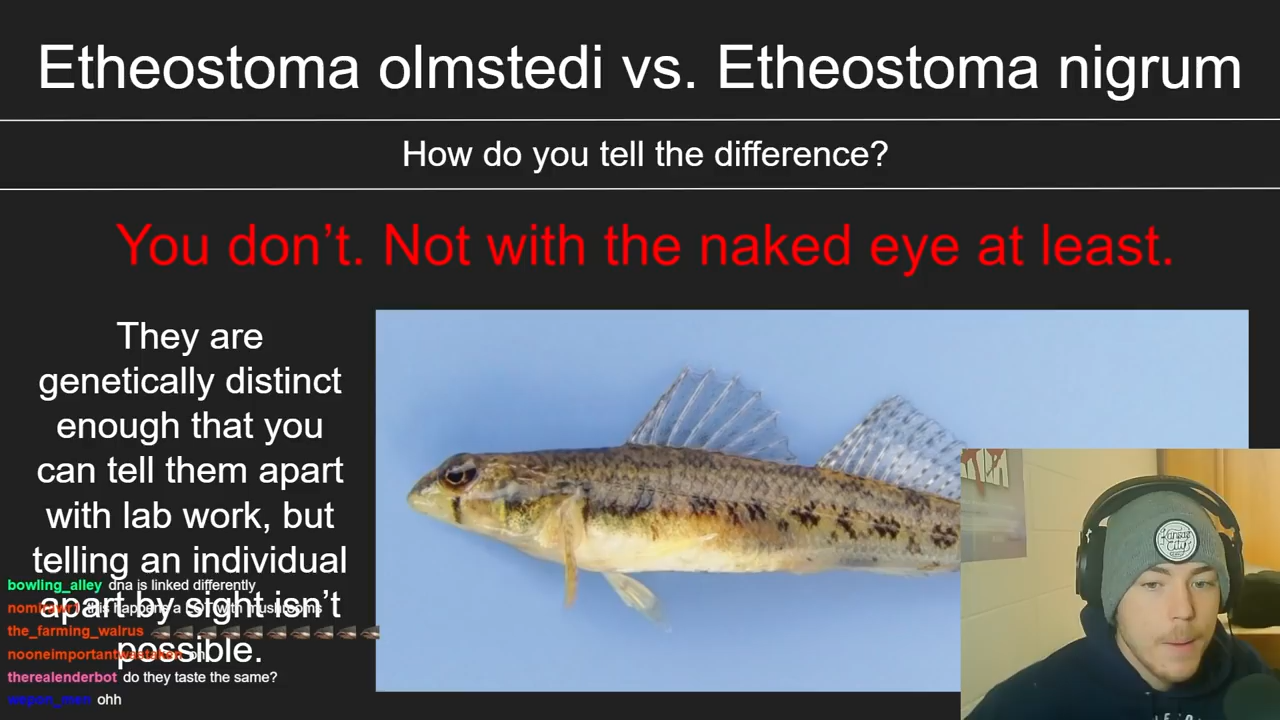 Etheostoma olmstedi vs. Etheostoma nigrum
How do you tell the difference?
You don't. Not with the naked eye at least.
They are
genetically distinct
enough that you
can tell them apart
with lab work, but
telling an individual
apart by sight isn't
possible.
bowling_alley dna is linked differently
this happens a LOT with mushrooms
the_farming_walrus
therealenderbot do they taste the same?
ohh
Kansas
City